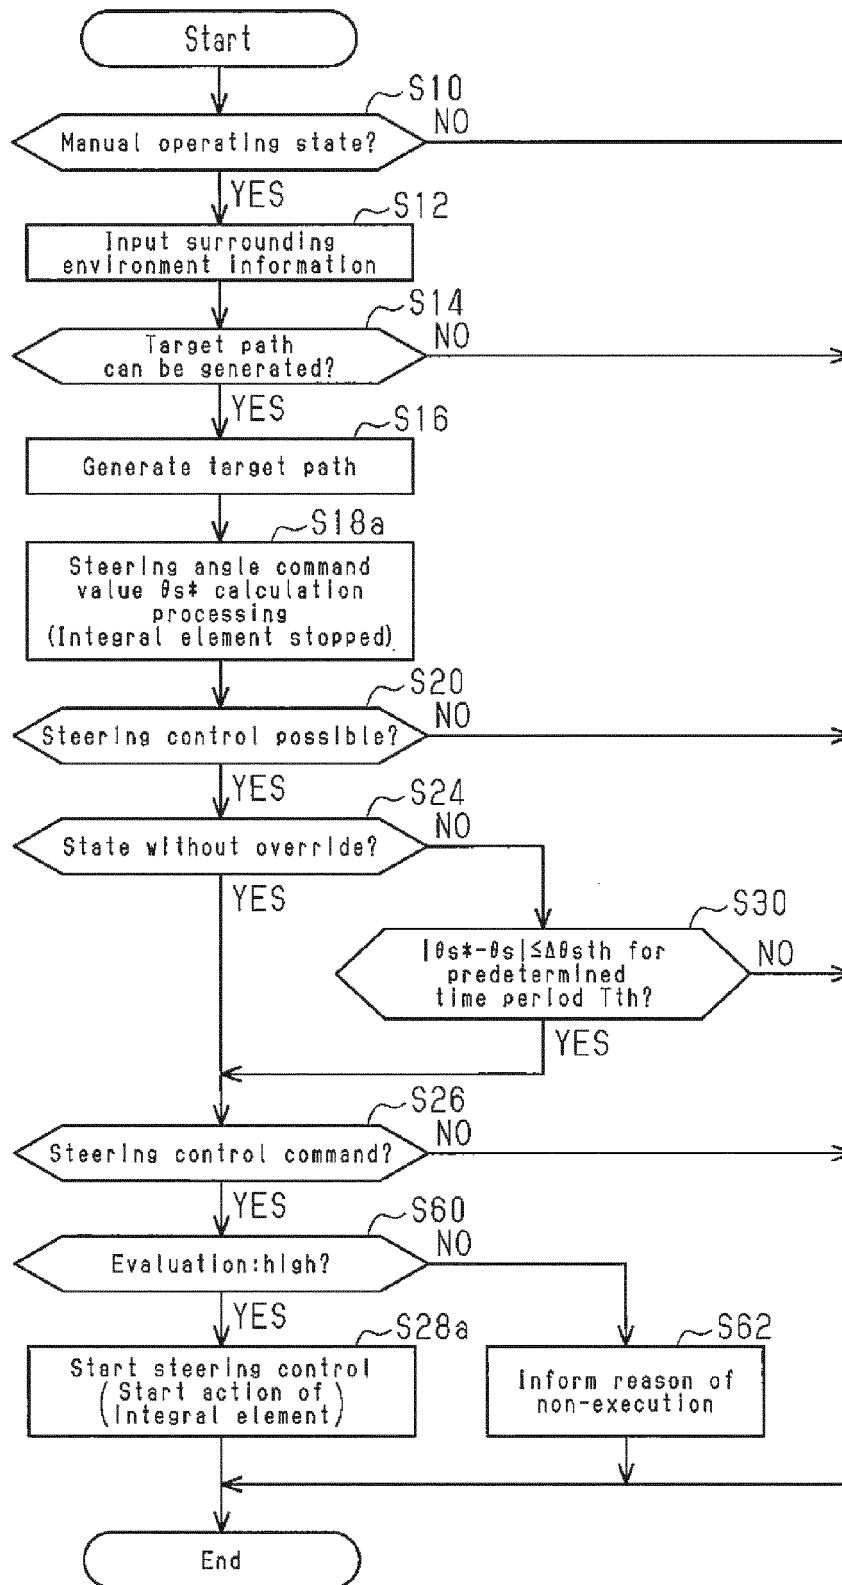 Start
S10
Manual operating state?
NO
YES
S12
Input surrounding
environment information
S14
Target path
can be generated?
NO
YES
S16
Generate target path
S18a
Steering angle command
value θs* calculation
processing
(Integral element stopped)
S20
Steering control possible?
NO
YES
S24
State without override?
NO
YES
S30
|θs*-θs|≦Δθsth for
predetermined
time period Tth?
NO
YES
S26
Steering control command?
NO
YES
S60
Evaluation:high?
NO
YES
S28a
Start steering control
(Start action of
Integral element)
S62
Inform reason of
non-execution
End